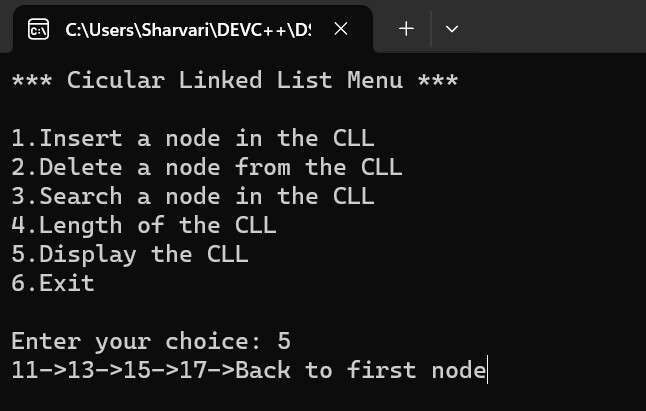 C:\Users\Sharvari\DEVC++\DS
*** Cicular Linked List Menu ***
1.Insert a node in the CLL
2.Delete a node from the CLL
3.Search a node in the CLL
4.Length of the CLL
5.Display the CLL
6.Exit
Enter your choice: 5
11->13->15->17->Back to first node